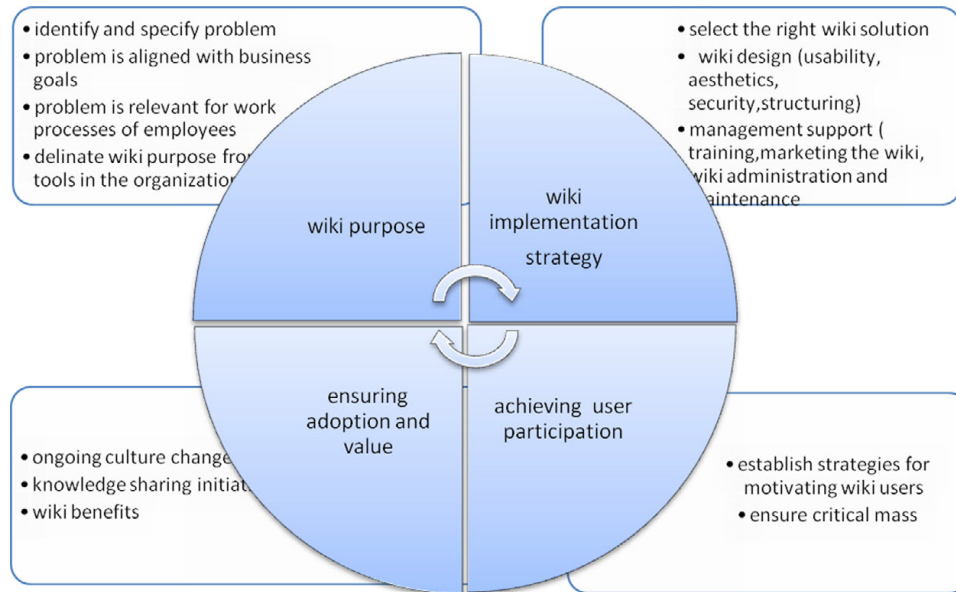 • identify and specify problem
• problem is aligned with business
goals
• problem is relevant for work
processes of employees
• delinate wiki purpose
tools in the organization
• select the right wiki solution
• wiki design (usability,
aesthetics,
security,structuring)
• management support (
training,marketing the wiki,
wiki administration and
maintenance
wiki purpose
wiki
implementation
strategy
ensuring
adoption and
value
achieving user
participation
• ongoing culture change
• knowledge sharing
• wiki benefits
• establish strategies for
motivating wiki users
• ensure critical mass